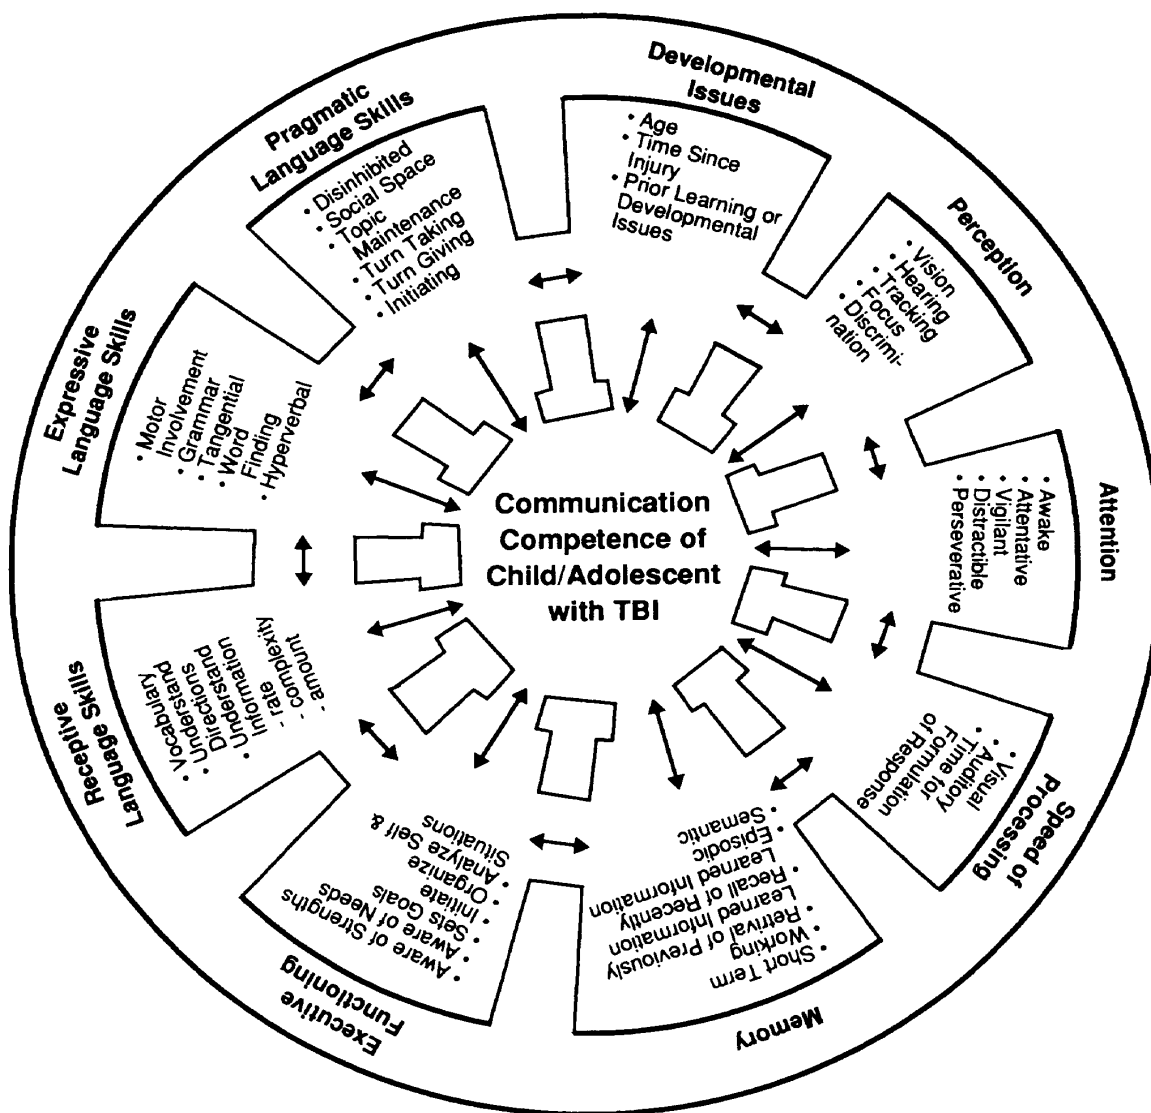 Developmental
Issues
• Age
• Time Since
Injury
• Prior Learning or
Developmental
Issues
Perception
• Vision
• Hearing
• Tracking
• Focus
• Discrimi-
nation
Attention
• Awake
• Attentative
• Vigilant
• Distractible
• Perseverative
Speed of
Processing
• Visual
• Auditory
• Time for
Formulation
of Response
Memory
• Short Term
• Working
• Retrival of Previously
Learned Information
• Recall of Recently
Learned Information
• Episodic
• Semantic
Executive
Functioning
• Aware of Strengths
• Aware of Needs
• Sets Goals
• Initiate
• Organize
• Analyze Self &
Situations
Receptive
Language Skills
• Vocabulary
• Understand
Directions
• Understand
Information
- rate
- complexity
- amount
Expressive
Language Skills
• Motor
Involvement
• Grammar
• Tangential
• Word
Finding
• Hyperverbal
Pragmatic
Language Skills
• Disinhibited
• Social Space
• Topic
Maintenance
• Turn Taking
• Turn Giving
• Initiating
Communication
Competence of
Child/Adolescent
with TBI